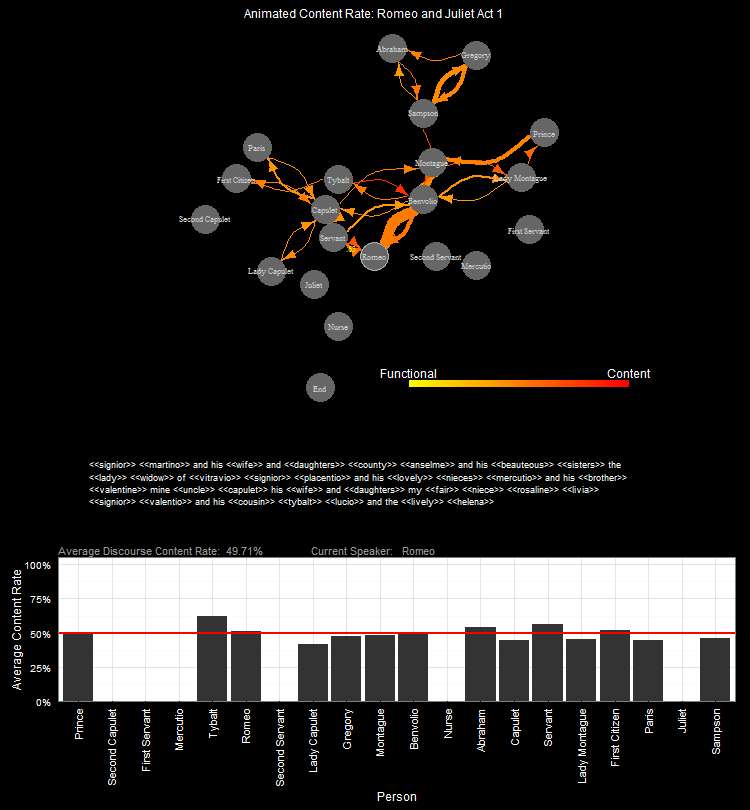 Animated Content Rate: Romeo and Juliet Act 1
Abraham
Gregory
Sampson
Prince
Paris
Montague
First Citizen
Tybalt
Lady Montague
Capulet
Benvolio
Second Capulet
First Servant
Servant
Romeo
Second Servant
Mercutio
Lady Capulet
Juliet
Nurse
End
Functional Content
<<signior>> <<martino>> and his <<wife>> and <<daughters>> <<county>> <<anselme>> and his <<beauteous>> <<sisters>> the
<<lady>> <<widow>> of <<vitravio>> <<signior>> <<placentio>> and his <<lovely>> <<nieces>> <<mercutio>> and his <<brother>>
<<valentine>> mine <<uncle>> <<capulet>> his <<wife>> and <<daughters>> my <<fair>> <<niece>> <<rosaline>> <<livia>>
<<signior>> <<valentio>> and his <<cousin>> <<tybalt>> <<lucio>> and the <<lively>> <<helena>>
Average Discourse Content Rate: 49.71% Current Speaker: Romeo
Average Content Rate
100%
75%
50%
25%
0%
Prince
Second Capulet
First Servant
Mercutio
Tybalt
Romeo
Second Servant
Lady Capulet
Gregory
Montague
Benvolio
Nurse
Abraham
Capulet
Servant
Lady Montague
First Citizen
Paris
Juliet
Sampson
Person